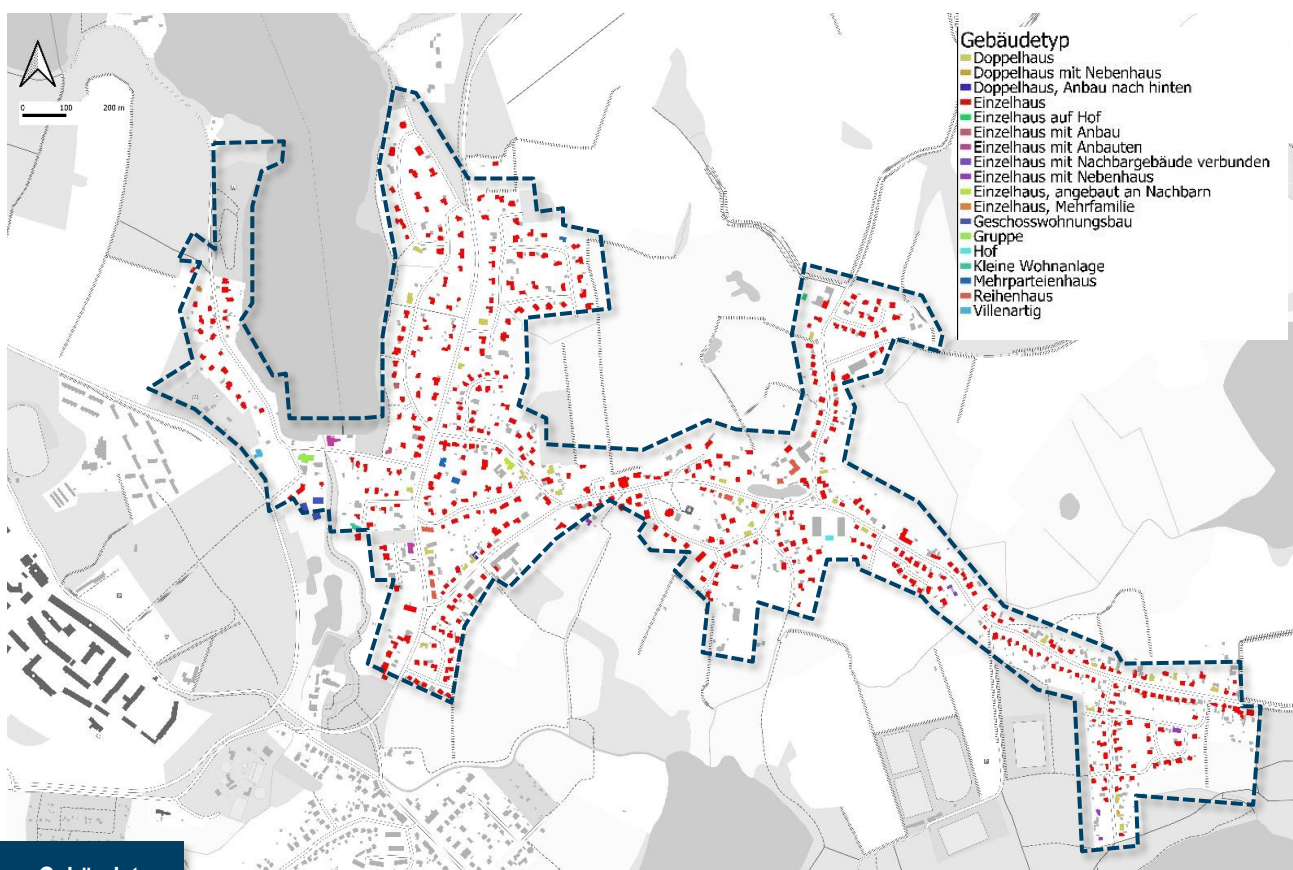 Gebäudetyp
Doppelhaus
Doppelhaus mit Nebenhaus
Doppelhaus, Anbau nach hinten
Einzelhaus
Einzelhaus auf Hof
Einzelhaus mit Anbau
Einzelhaus mit Anbauten
Einzelhaus mit Nachbargebäude verbunden
Einzelhaus mit Nebenhaus
Einzelhaus, angebaut an Nachbarn
Einzelhaus, Mehrfamilie
Geschosswohnungsbau
Gruppe
Hof
Kleine Wohnanlage
Mehrparteienhaus
Reihenhaus
Villenartig
0 100 200 m